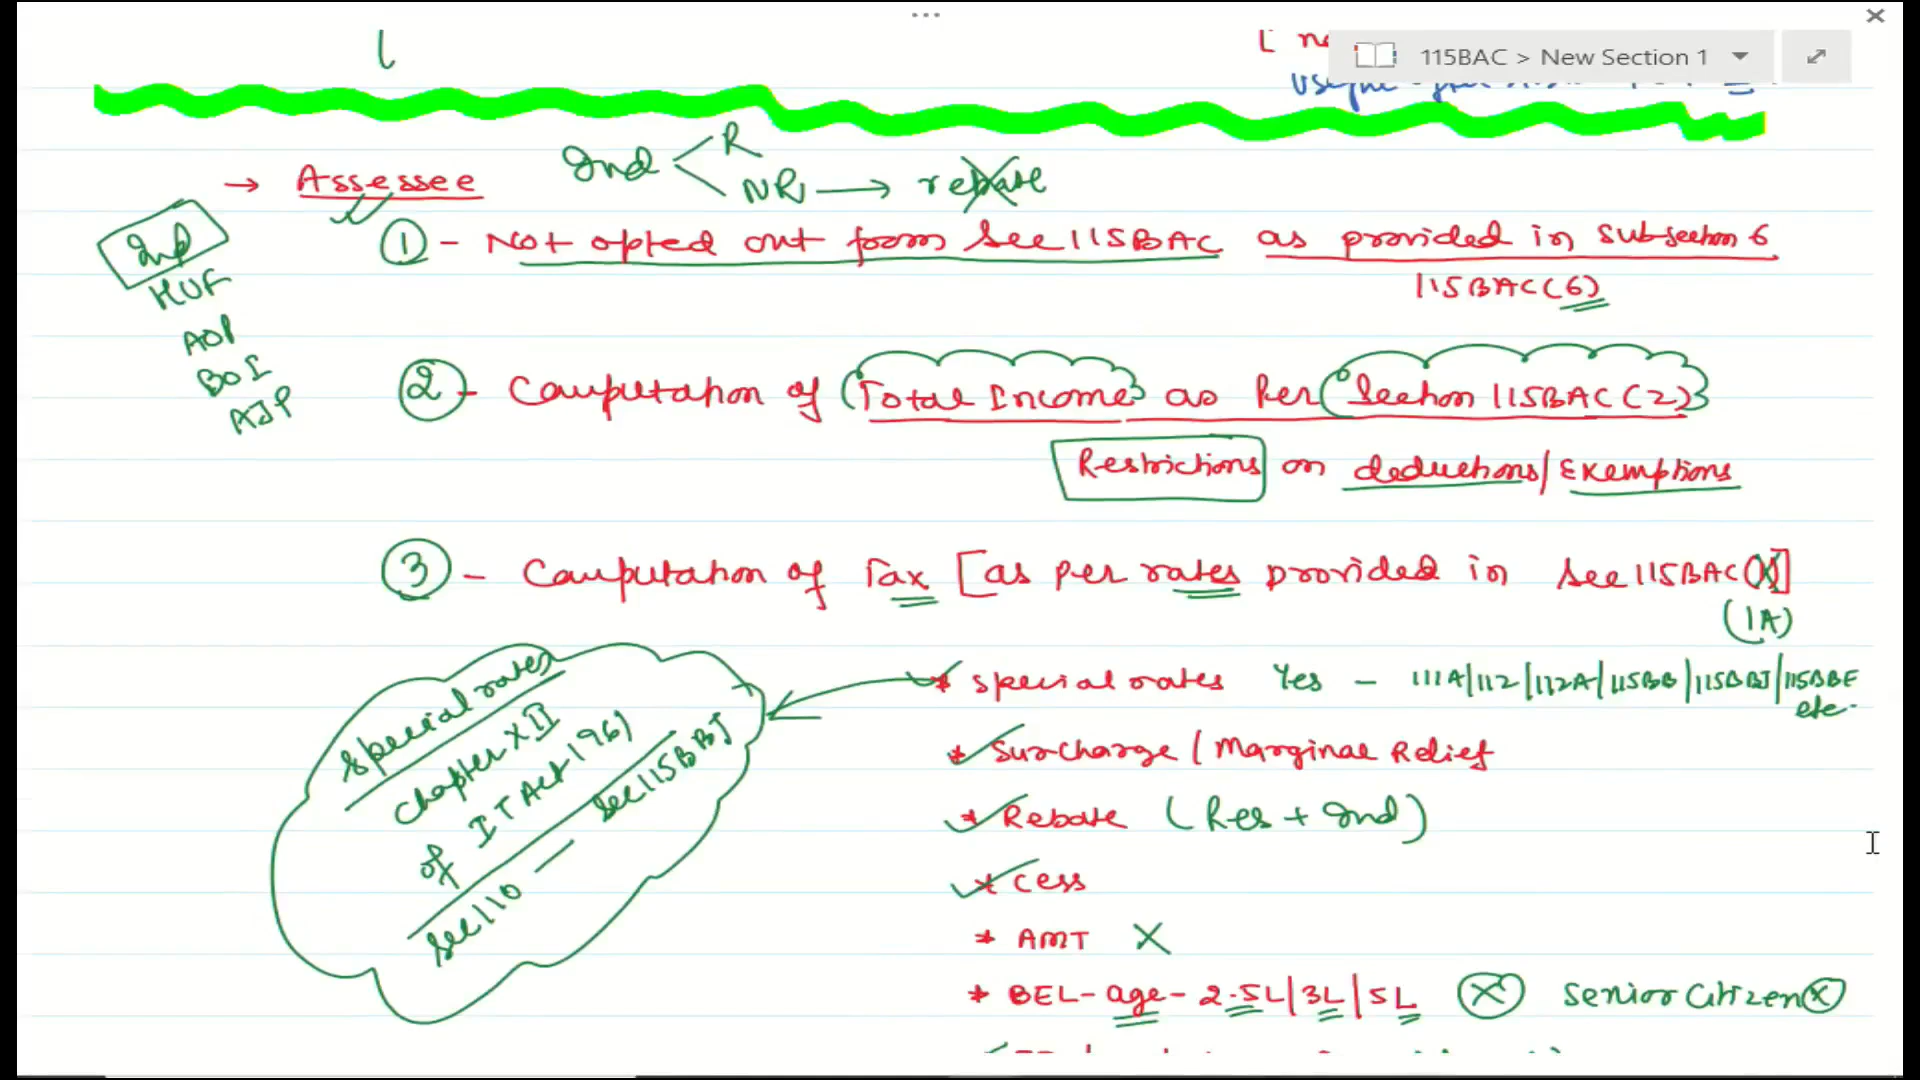 115BAC > New Section 1
→ Assessee
Ind R
NR → rebate
Ind
HUF
AOP
BOI
AJP
① - Not opted out from Sec 115BAC as provided in Subsection 6
115BAC(6)
② - Computation of Total Income as Per Section 115BAC(2)
Restrictions on deductions/Exemptions
③ - Computation of Tax [as per rates provided in Sec 115BAC(1)]
(1A)
* special rates Yes - 111A/112/112A/115BB/115BBJ/115BBE
etc.
* Surcharge / Marginal Relief
* Rebate (Res + Ind)
* Cess
* AMT X
* BEL - age - 2.5L/3L/5L X Senior Citizen X
Special rates
Chapter XII
of IT Act 1961
Sec 110 — Sec 115BBJ